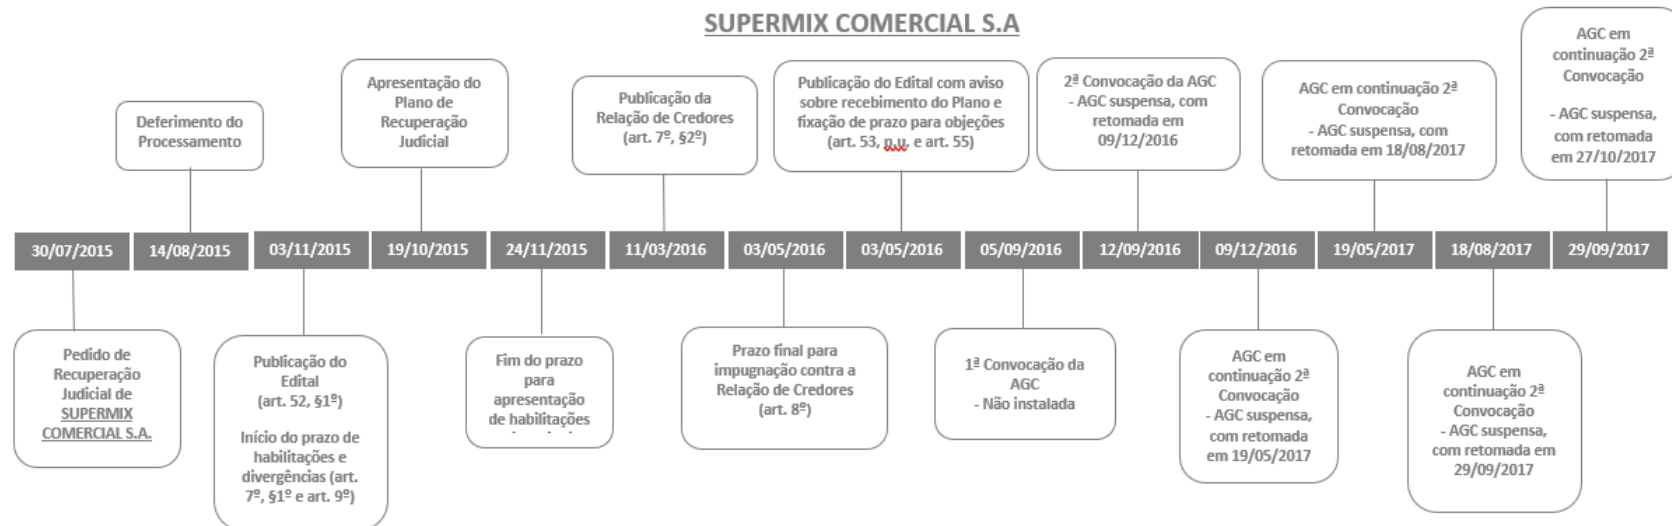 SUPERMIX COMERCIAL S.A
Deferimento do
Processamento
Apresentação do
Plano de
Recuperação
Judicial
Publicação da
Relação de Credores
(art. 7º, §2º)
Publicação do Edital com aviso
sobre recebimento do Plano e
fixação de prazo para objeções
(art. 53, p.u. e art. 55)
2ª Convocação da AGC
- AGC suspensa, com
retomada em
09/12/2016
AGC em continuação 2ª
Convocação
- AGC suspensa, com
retomada em 18/08/2017
AGC em
continuação 2ª
Convocação
- AGC suspensa,
com retomada
em 27/10/2017
30/07/2015
14/08/2015
03/11/2015
19/10/2015
24/11/2015
11/03/2016
03/05/2016
03/05/2016
05/09/2016
12/09/2016
09/12/2016
19/05/2017
18/08/2017
29/09/2017
Pedido de
Recuperação
Judicial de
SUPERMIX
COMERCIAL S.A.
Publicação do
Edital
(art. 52, §1º)
Início do prazo de
habilitações e
divergências (art.
7º, §1º e art. 9º)
Fim do prazo
para
apresentação
de habilitações
Prazo final para
impugnação contra a
Relação de Credores
(art. 8º)
1ª Convocação da
AGC
- Não instalada
AGC em
continuação 2ª
Convocação
- AGC suspensa,
com retomada
em 19/05/2017
AGC em
continuação 2ª
Convocação
- AGC suspensa,
com retomada em
29/09/2017